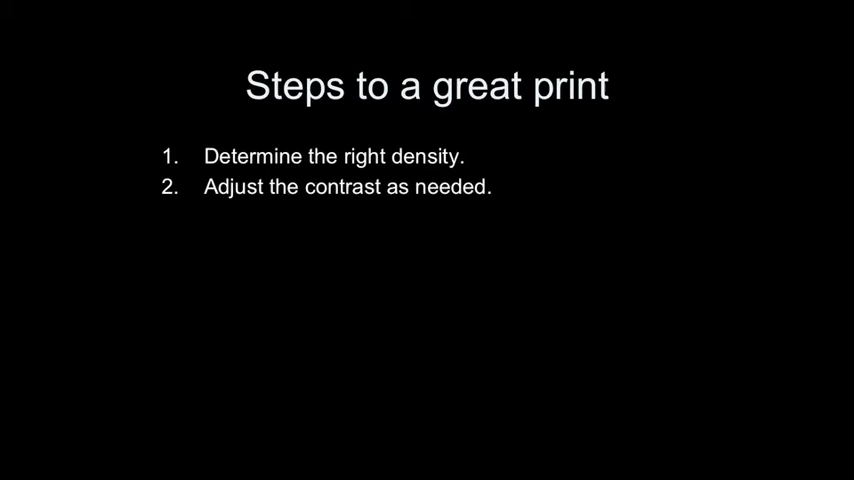 Steps to a great print
1. Determine the right density.
2. Adjust the contrast as needed.